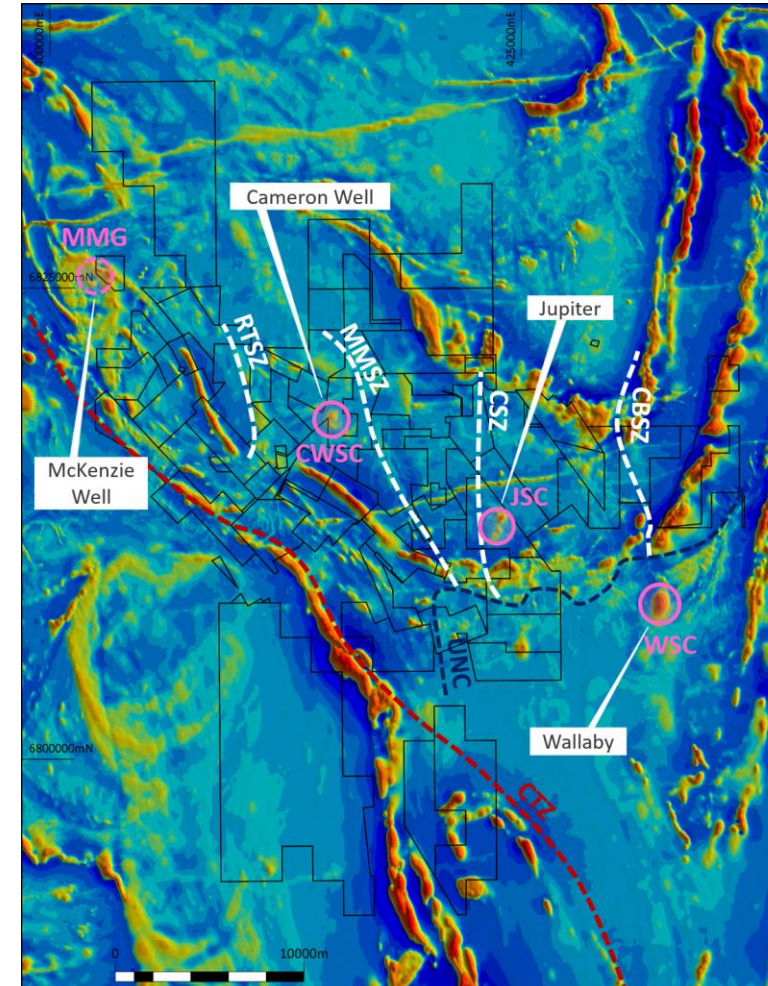 400000mE
425000mE
Cameron Well
MMG
6825000mN
Jupiter
RTSZ
MMSZ
CSZ
CBSZ
CWSC
McKenzie
Well
JSC
WSC
UNC
Wallaby
6800000mN
CTZ
0
10000m